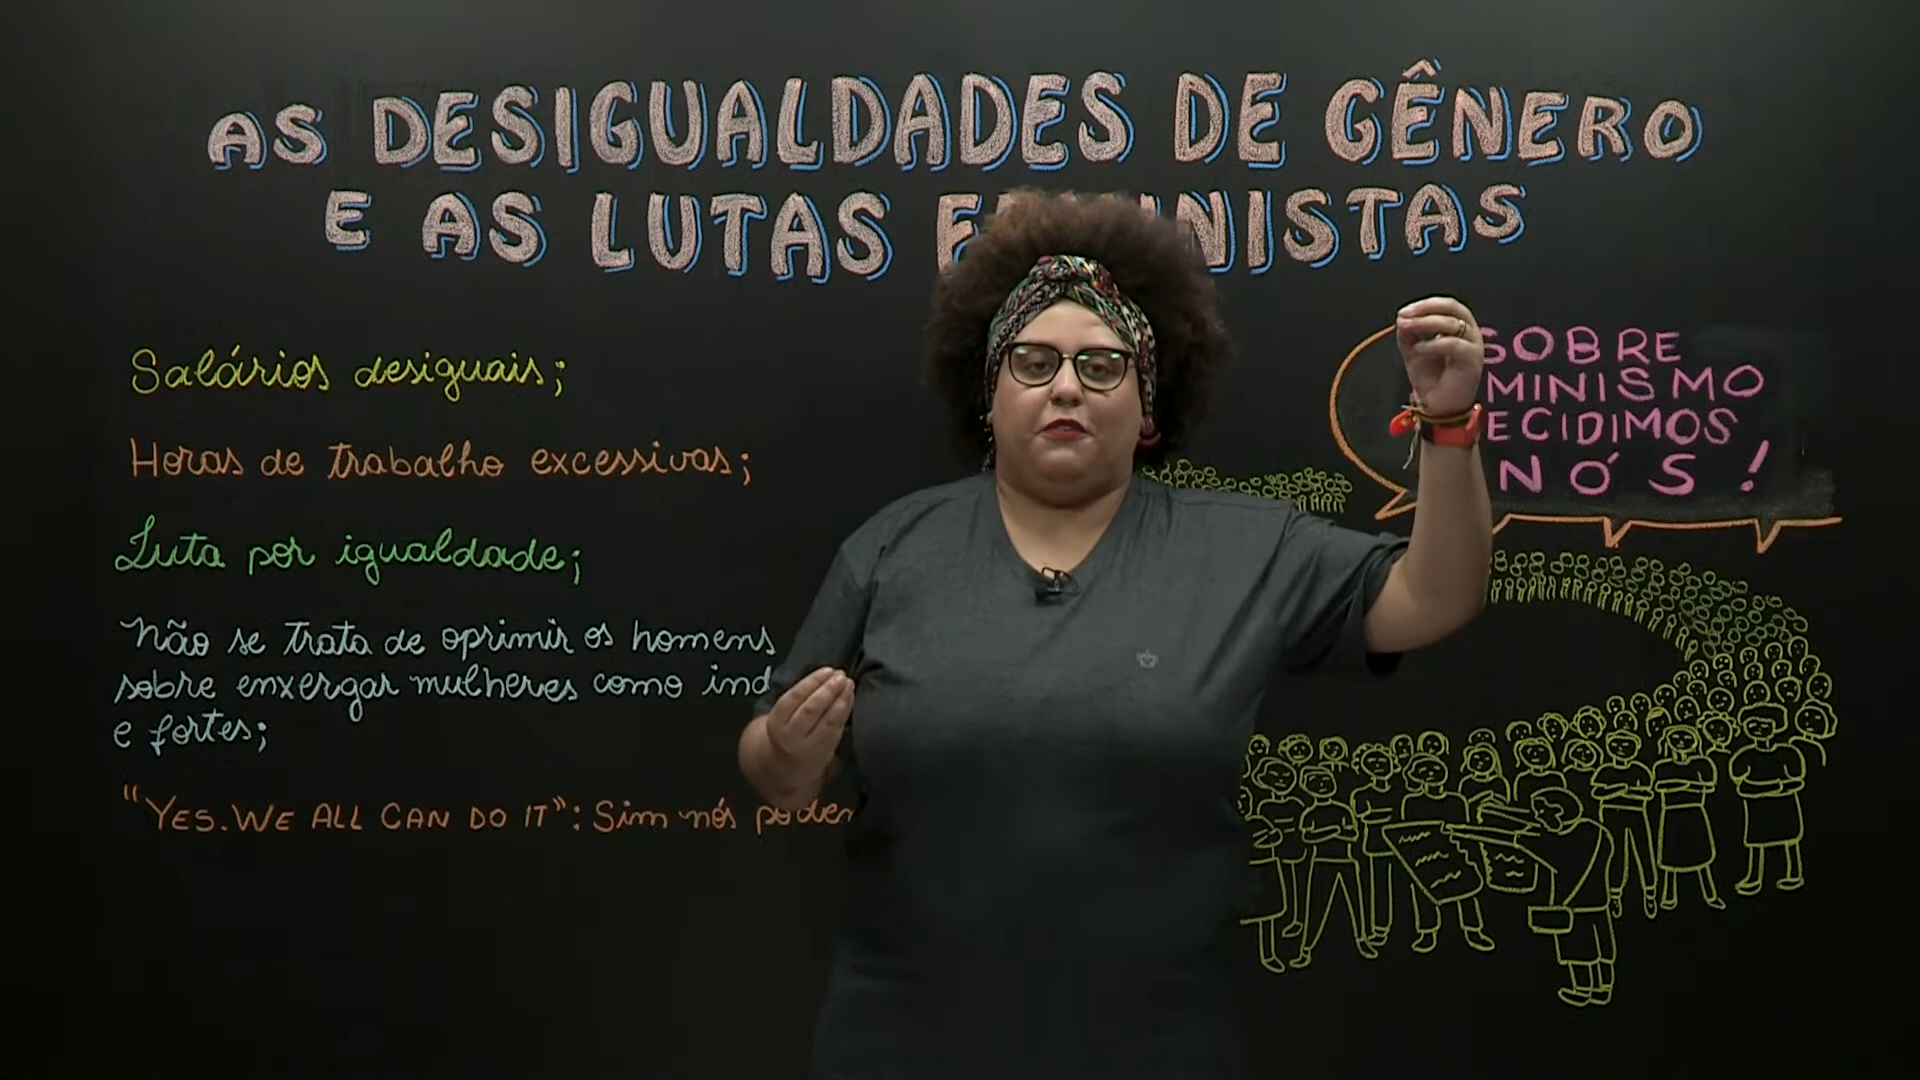 AS DESIGUALDADES DE GÊNERO
E AS LUTAS
Salários desiguais;
Horas de trabalho excessivas;
Luta por igualdade;
Não se trata de oprimir os homens
sobre enxergar mulheres como ind
e fortes;
"YES.WE ALL CAN DO IT": Sim nós poden
SOBRE
MINISMO
ECIDIMOS
NÓS!